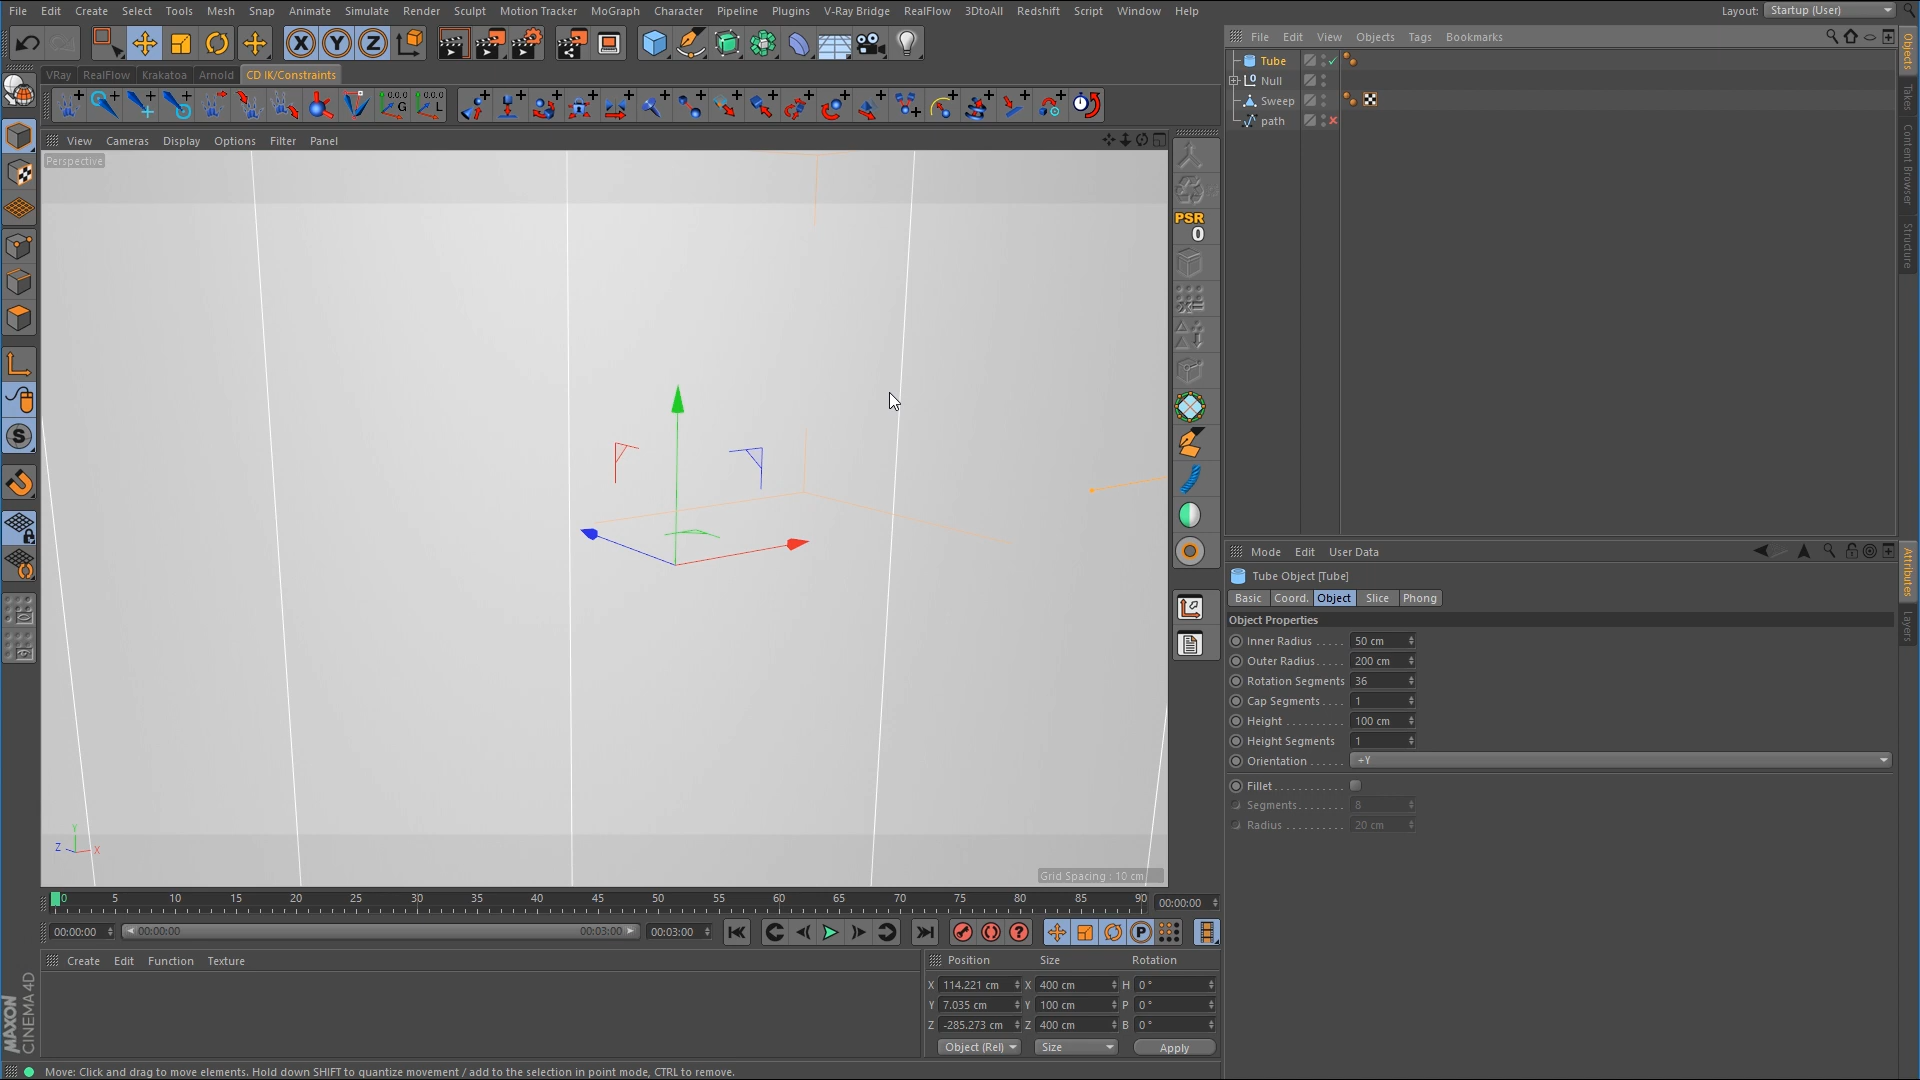 File Edit Create Select Tools Mesh Snap Animate Simulate Render Sculpt Motion Tracker MoGraph Character Pipeline Plugins V-Ray Bridge RealFlow 3DtoAll Redshift Script Window Help
Layout: Startup (User)
File Edit View Objects Tags Bookmarks
VRay RealFlow Krakatoa Arnold CD IK/Constraints
View Cameras Display Options Filter Panel
Perspective
Tube
Null
Sweep
path
Objects
Takes
Content Browser
Structure
PSR
0
Mode Edit User Data
Tube Object [Tube]
Basic Coord. Object Slice Phong
Object Properties
Inner Radius ..... 50 cm
Outer Radius..... 200 cm
Rotation Segments 36
Cap Segments .... 1
Height .......... 100 cm
Height Segments 1
Orientation ...... +Y
Fillet ............
Segments........ 8
Radius .......... 20 cm
Attributes
Layers
Y
Z X
Grid Spacing : 10 cm
0 5 10 15 20 25 30 35 40 45 50 55 60 65 70 75 80 85 90 00:00:00
00:00:00 00:00:00 00:03:00 00:03:00
Create Edit Function Texture
Position Size Rotation
X 114.221 cm X 400 cm H 0 °
Y 7.035 cm Y 100 cm P 0 °
Z -285.273 cm Z 400 cm B 0 °
Object (Rel) Size Apply
MAXON
CINEMA 4D
Move: Click and drag to move elements. Hold down SHIFT to quantize movement / add to the selection in point mode, CTRL to remove.